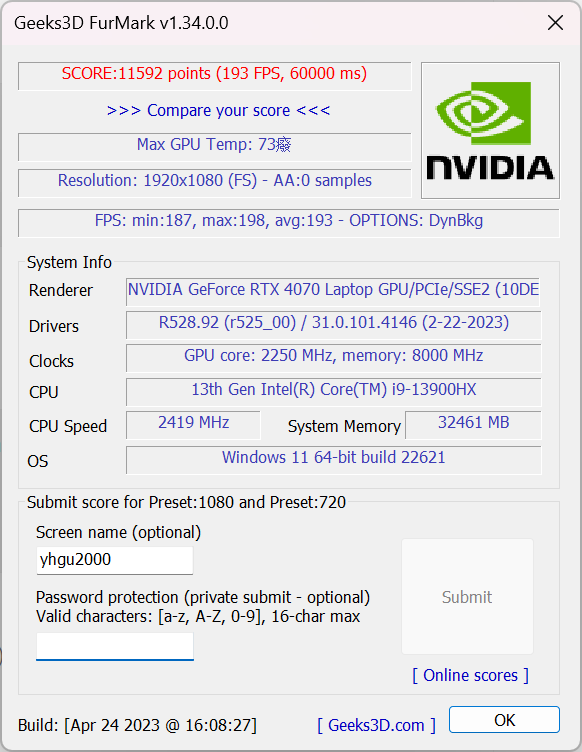 Geeks3D FurMark v1.34.0.0
SCORE:11592 points (193 FPS, 60000 ms)
>>> Compare your score <<<
Max GPU Temp: 73癈
Resolution: 1920x1080 (FS) - AA:0 samples
NVIDIA
FPS: min:187, max:198, avg:193 - OPTIONS: DynBkg
System Info
Renderer NVIDIA GeForce RTX 4070 Laptop GPU/PCIe/SSE2 (10DE
Drivers R528.92 (r525_00) / 31.0.101.4146 (2-22-2023)
Clocks GPU core: 2250 MHz, memory: 8000 MHz
CPU 13th Gen Intel(R) Core(TM) i9-13900HX
CPU Speed 2419 MHz System Memory 32461 MB
OS Windows 11 64-bit build 22621
Submit score for Preset:1080 and Preset:720
Screen name (optional)
yhgu2000
Password protection (private submit - optional)
Valid characters: [a-z, A-Z, 0-9], 16-char max
Submit
[ Online scores ]
Build: [Apr 24 2023 @ 16:08:27] [ Geeks3D.com ] OK